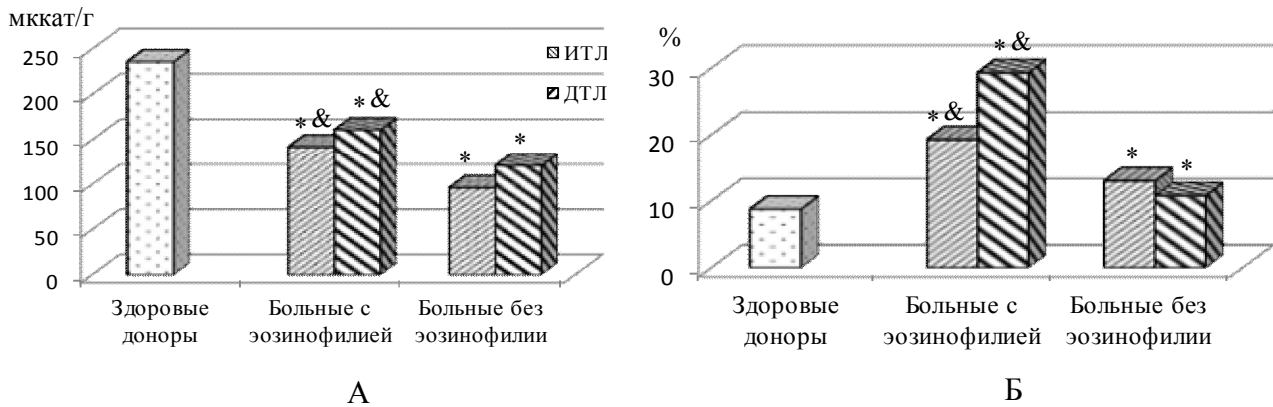 мккат/г
250
200
150
100
50
0
* &
* &
*
*
ИТЛ
ДТЛ
Здоровые
доноры
Больные с
эозинофилией
Больные без
эозинофилии
А
%
30
20
10
0
* &
* &
*
*
Здоровые
доноры
Больные с
эозинофилией
Больные без
эозинофилии
Б